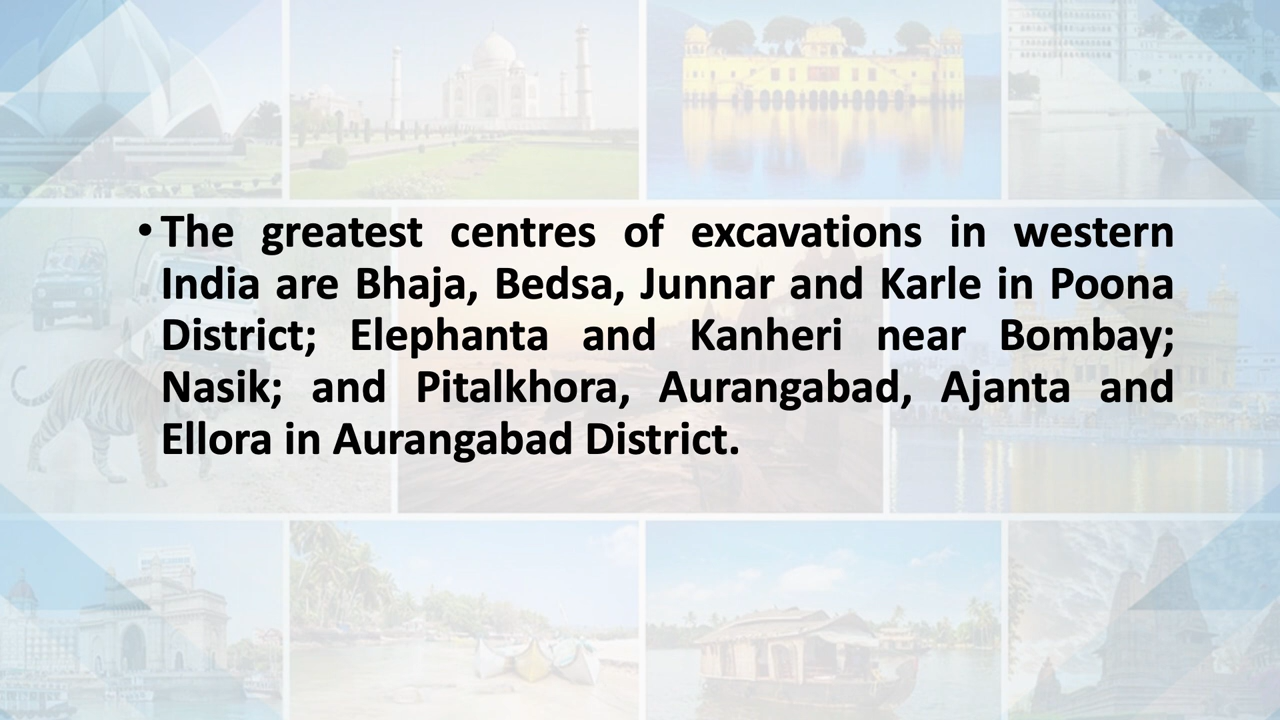 • The greatest centres of excavations in western
India are Bhaja, Bedsa, Junnar and Karle in Poona
District; Elephanta and Kanheri near Bombay;
Nasik; and Pitalkhora, Aurangabad, Ajanta and
Ellora in Aurangabad District.